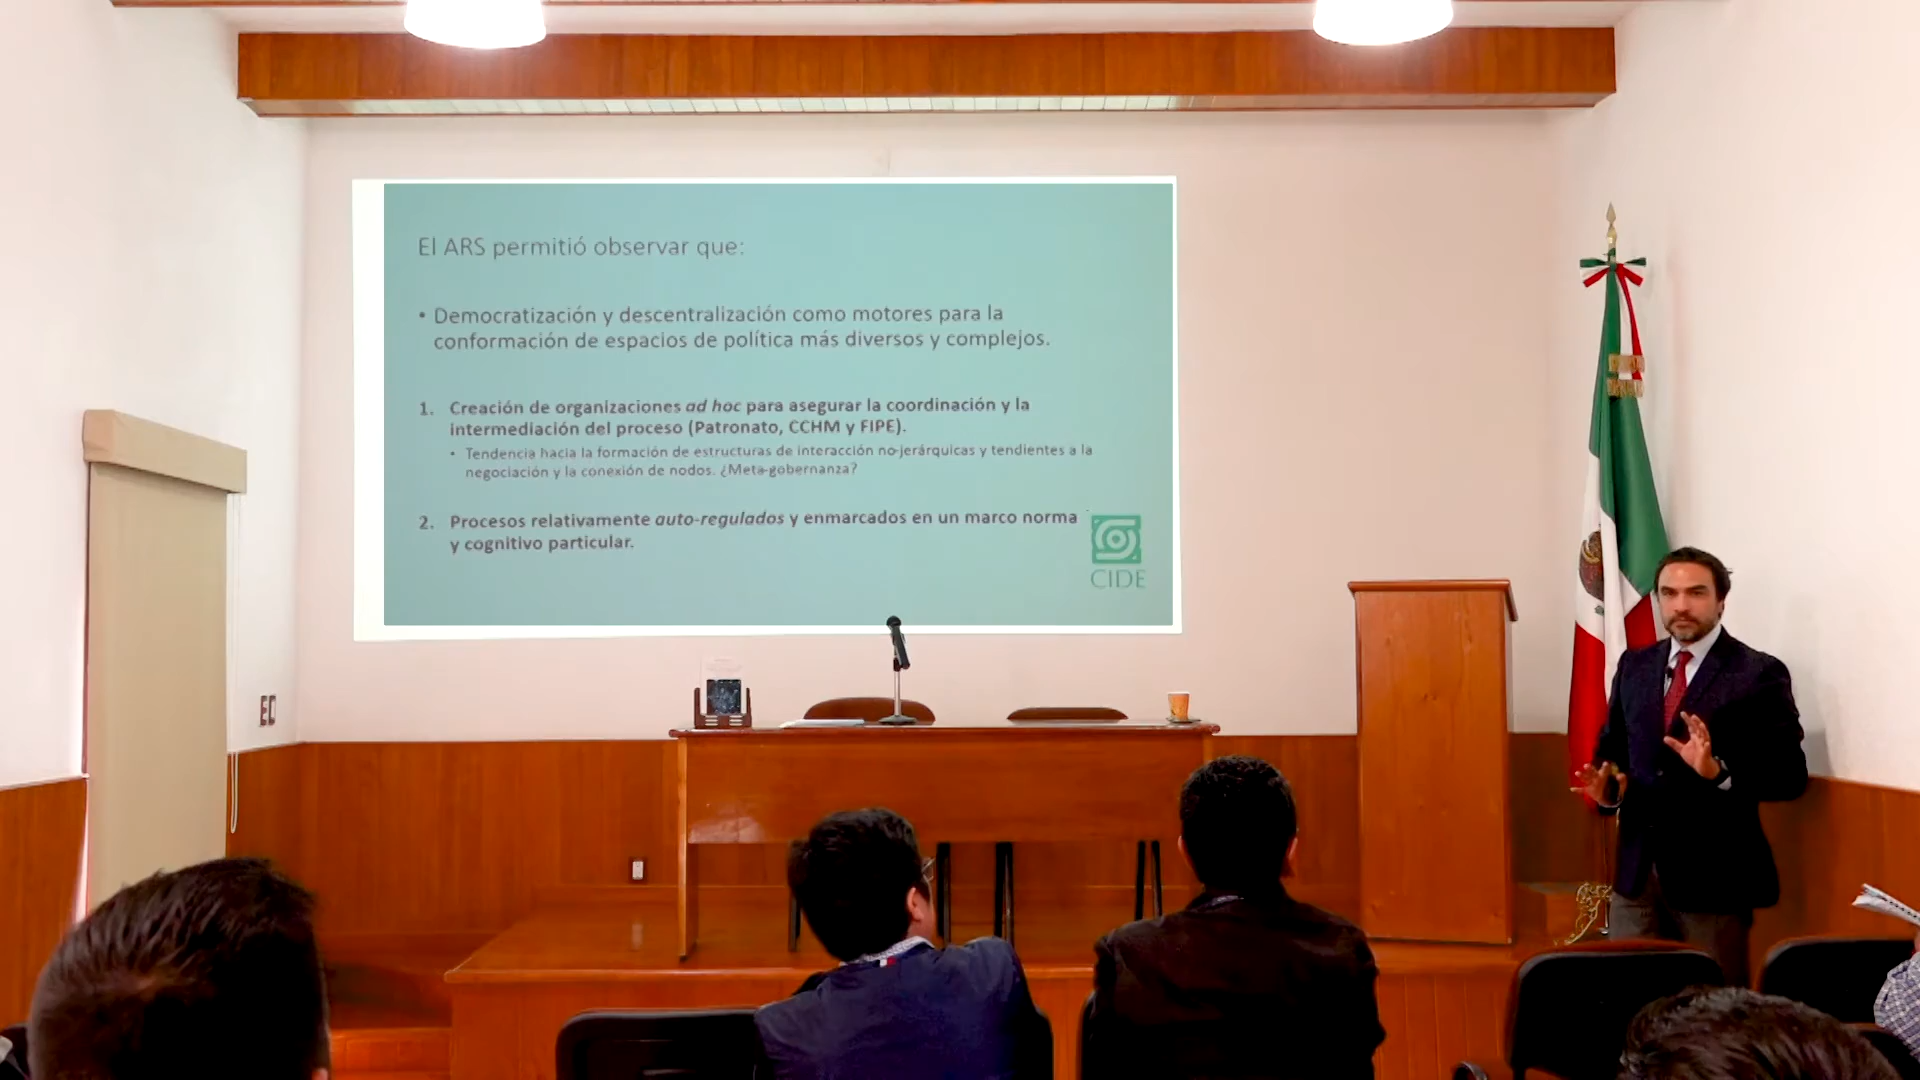 El ARS permitió observar que:
• Democratización y descentralización como motores para la
conformación de espacios de política más diversos y complejos.
1. Creación de organizaciones ad hoc para asegurar la coordinación y la
intermediación del proceso (Patronato, CCHM y FIPE).
• Tendencia hacia la formación de estructuras de interacción no-jerárquicas y tendientes a la
negociación y la conexión de nodos. ¿Meta-gobernanza?
2. Procesos relativamente auto-regulados y enmarcados en un marco norma
y cognitivo particular.
CIDE